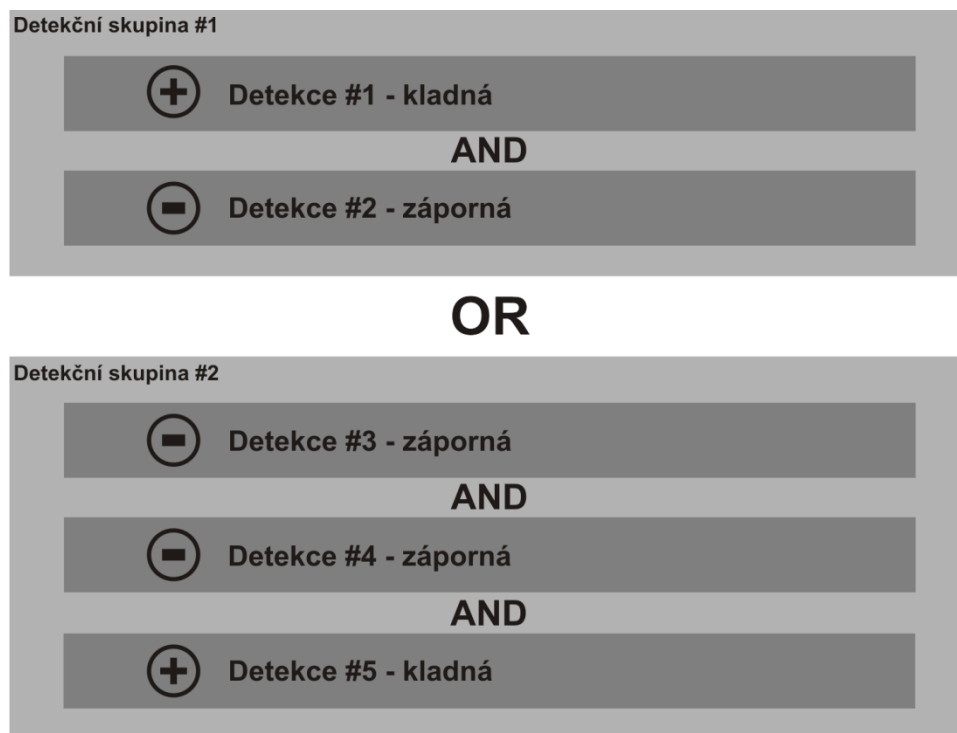 Detekční skupina #1
Detekce #1 - kladná
AND
Detekce #2 - záporná
OR
Detekční skupina #2
Detekce #3 - záporná
AND
Detekce #4 - záporná
AND
Detekce #5 - kladná